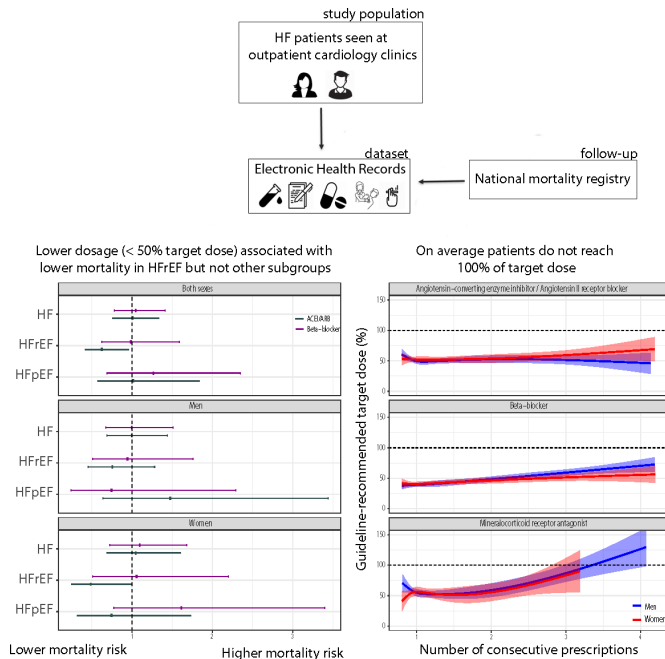 study population
HF patients seen at
outpatient cardiology clinics
dataset
Electronic Health Records
follow-up
National mortality registry
Lower dosage (< 50% target dose) associated with
lower mortality in HFrEF but not other subgroups
Both sexes
HF
HFrEF
HFpEF
ACEI/ARB
Beta-blocker
Men
HF
HFrEF
HFpEF
Women
HF
HFrEF
HFpEF
1 2 3
Lower mortality risk
Higher mortality risk
On average patients do not reach
100% of target dose
Guideline-recommended target dose (%)
Angiotensin-converting enzyme inhibitor / Angiotensin II receptor blocker
150
100
50
0
Beta-blocker
150
100
50
0
Mineralocorticoid receptor antagonist
150
100
50
0
Men
Women
1 2 3 4
Number of consecutive prescriptions